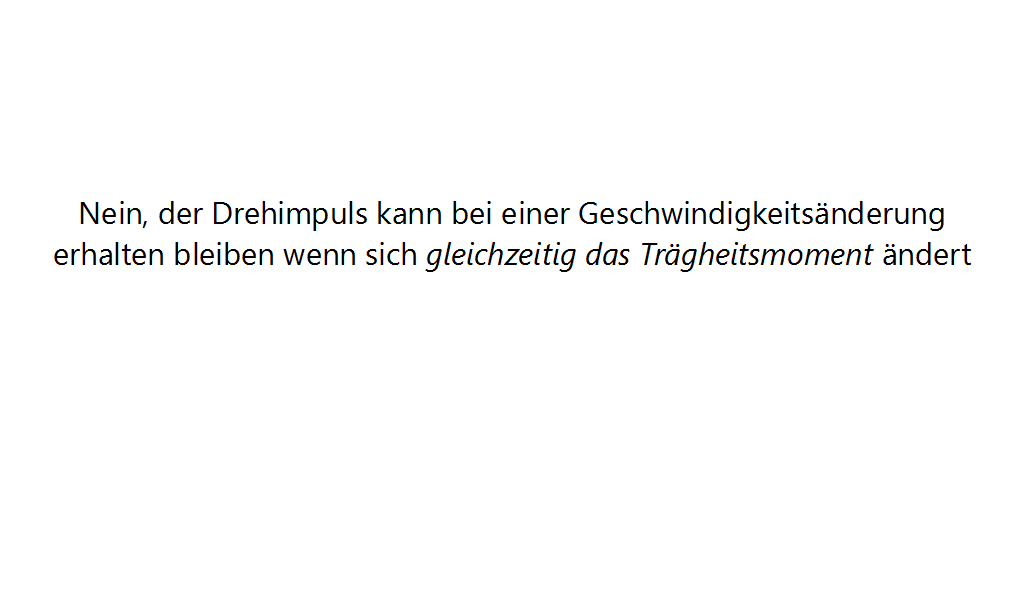 Nein, der Drehimpuls kann bei einer Geschwindigkeitsänderung
erhalten bleiben wenn sich gleichzeitig das Trägheitsmoment ändert